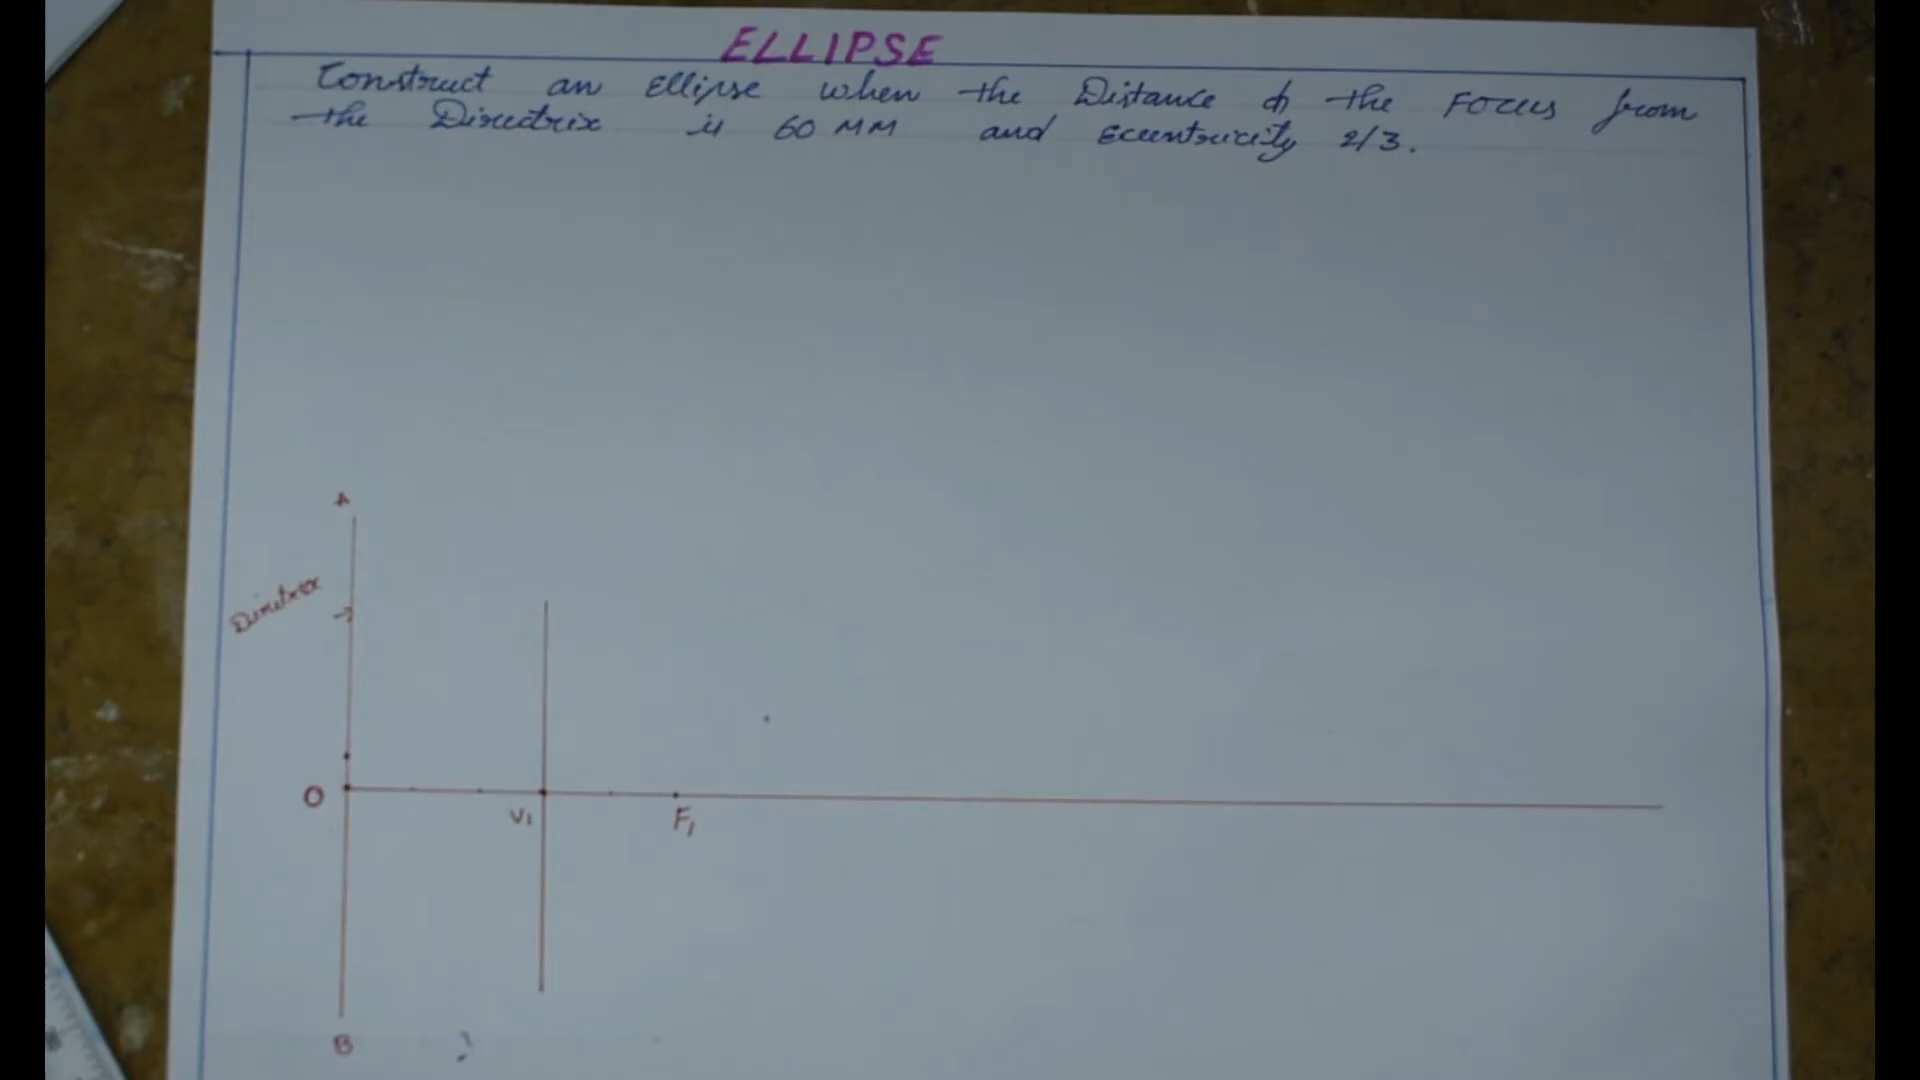 ELLIPSE
Construct an Ellipse when the Distance of the Focus from
the Directrix is 60 MM and Eccentricity 2/3.
A
Directrix
O
V1
F1
B